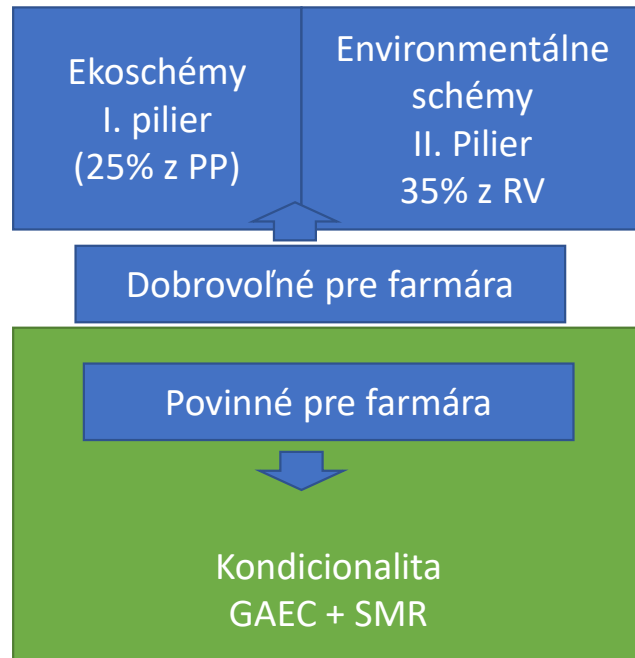 Ekoschémy
I. pilier
(25% z PP)
Environmentálne
schémy
II. Pilier
35% z RV
Dobrovoľné pre farmára
Povinné pre farmára
Kondicionalita
GAEC + SMR